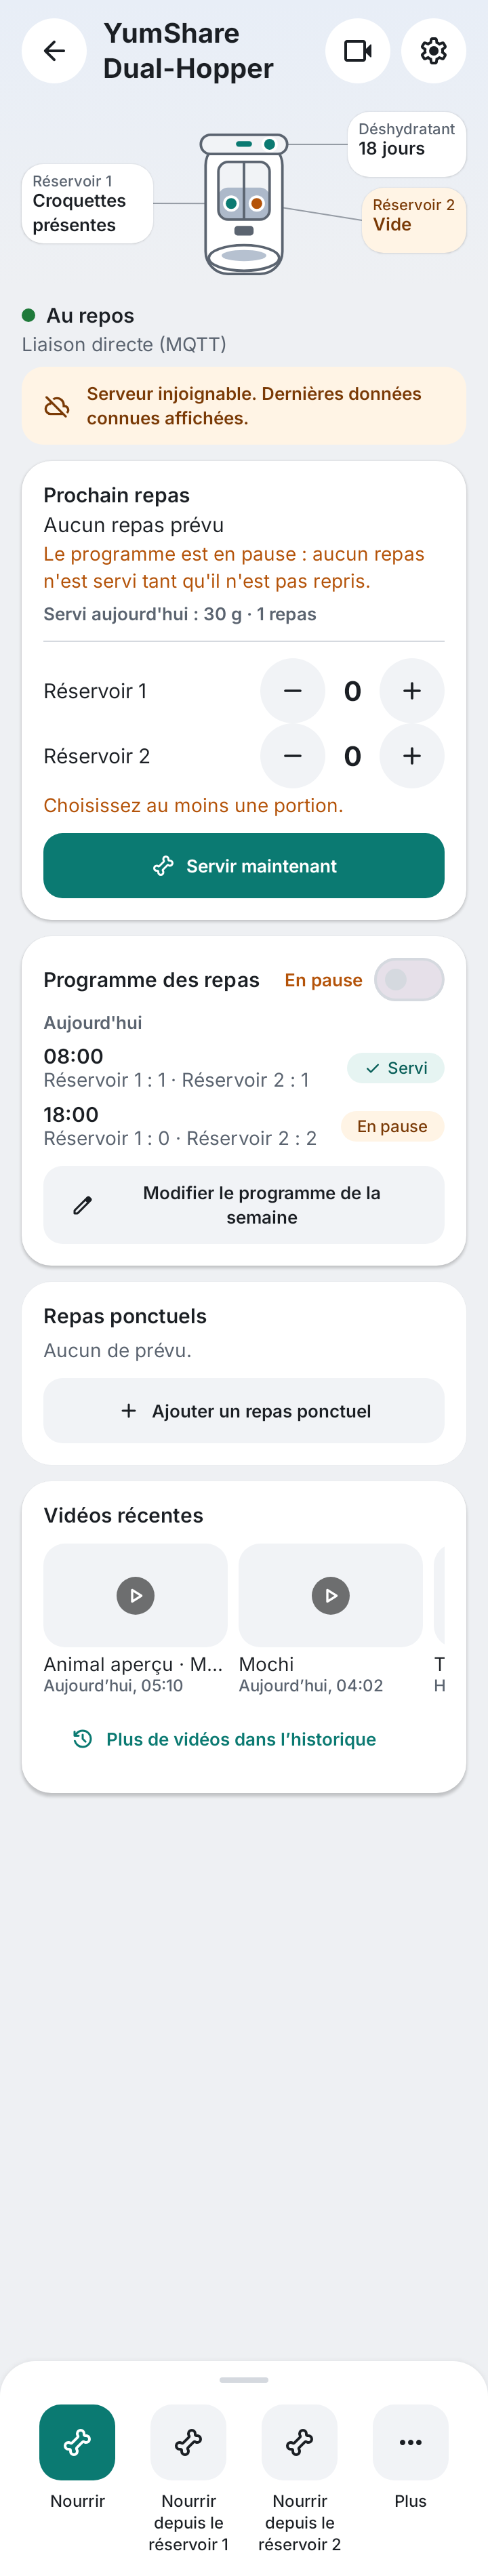 YumShare
Dual-Hopper
Déshydratant
18 jours
Réservoir 1
Croquettes
présentes
Réservoir 2
Vide
Au repos
Liaison directe (MQTT)
Serveur injoignable. Dernières données
connues affichées.
Prochain repas
Aucun repas prévu
Le programme est en pause : aucun repas
n'est servi tant qu'il n'est pas repris.
Servi aujourd'hui : 30 g · 1 repas
Réservoir 1
0
Réservoir 2
0
Choisissez au moins une portion.
Servir maintenant
Programme des repas
En pause
Aujourd'hui
08:00
Réservoir 1 : 1 · Réservoir 2 : 1
Servi
18:00
Réservoir 1 : 0 · Réservoir 2 : 2
En pause
Modifier le programme de la
semaine
Repas ponctuels
Aucun de prévu.
Ajouter un repas ponctuel
Vidéos récentes
Animal aperçu · M...
Aujourd’hui, 05:10
Mochi
Aujourd’hui, 04:02
T
H
Plus de vidéos dans l’historique
Nourrir
Nourrir
depuis le
réservoir 1
Nourrir
depuis le
réservoir 2
Plus